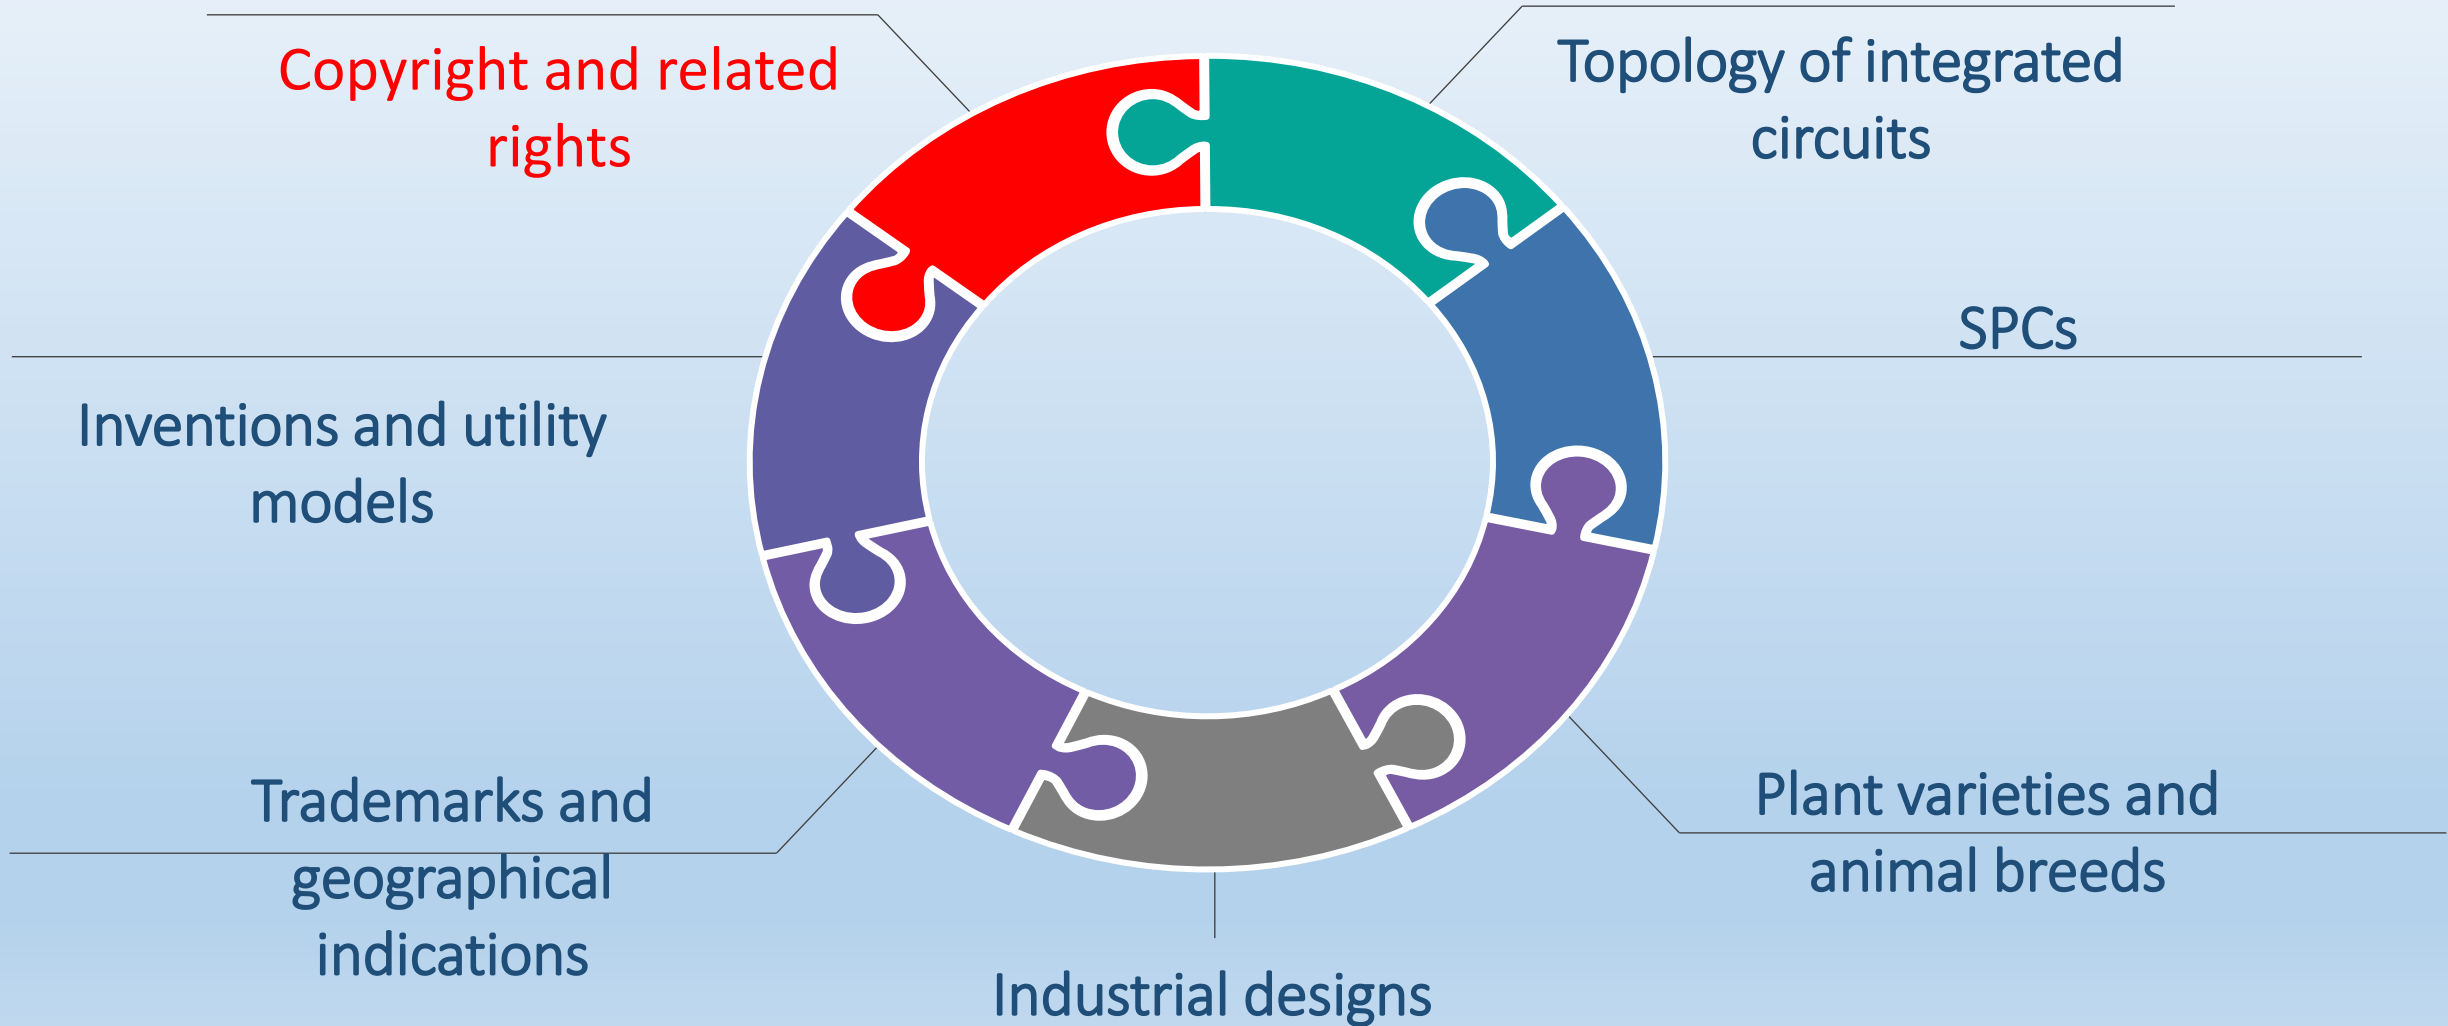 Copyright and related
rights
Topology of integrated
circuits
SPCs
Inventions and utility
models
Trademarks and
geographical
indications
Plant varieties and
animal breeds
Industrial designs